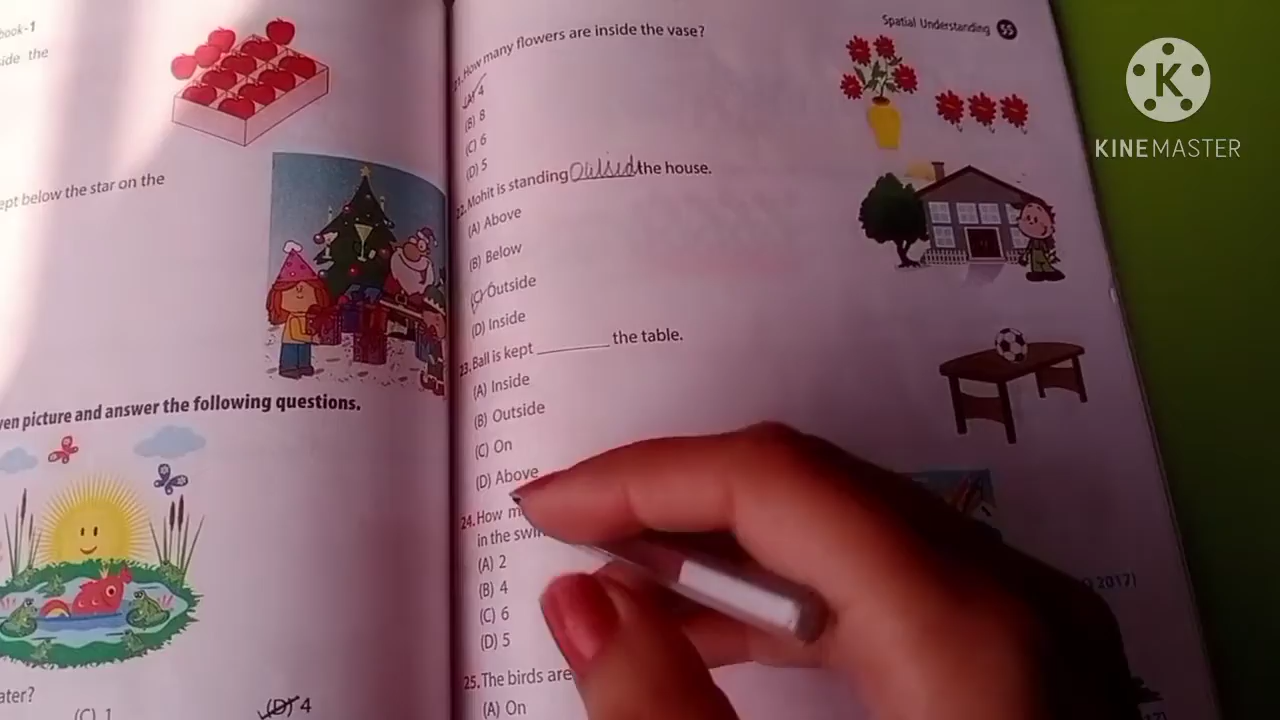 book-1
side the
ept below the star on the
ven picture and answer the following questions.
ater?
(C) 1
(D) 4
Spatial Understanding 55
21. How many flowers are inside the vase?
(A) 4
(B) 8
(C) 6
(D) 5
22. Mohit is standing Outsid the house.
(A) Above
(B) Below
(C) Outside
(D) Inside
23. Ball is kept ________ the table.
(A) Inside
(B) Outside
(C) On
(D) Above
24. How m
in the swi
2017)
(A) 2
(B) 4
(C) 6
(D) 5
25. The birds are
(A) On
K
KINEMASTER